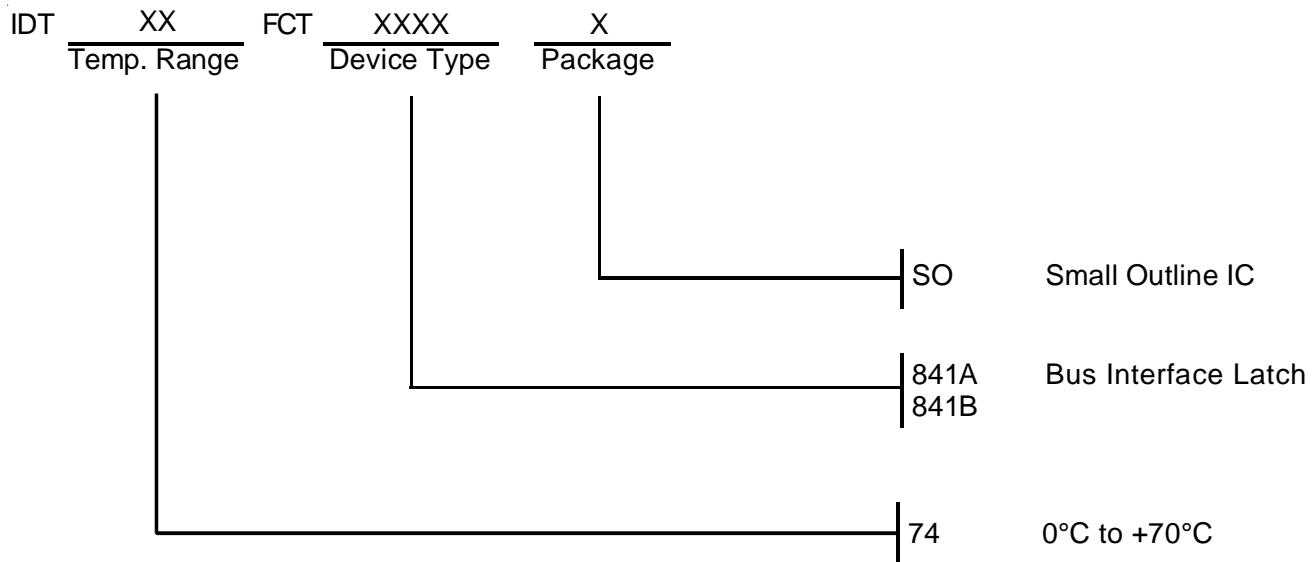 IDT XX FCT XXXX X
Temp. Range Device Type Package
SO Small Outline IC
841A Bus Interface Latch
841B
74 0°C to +70°C